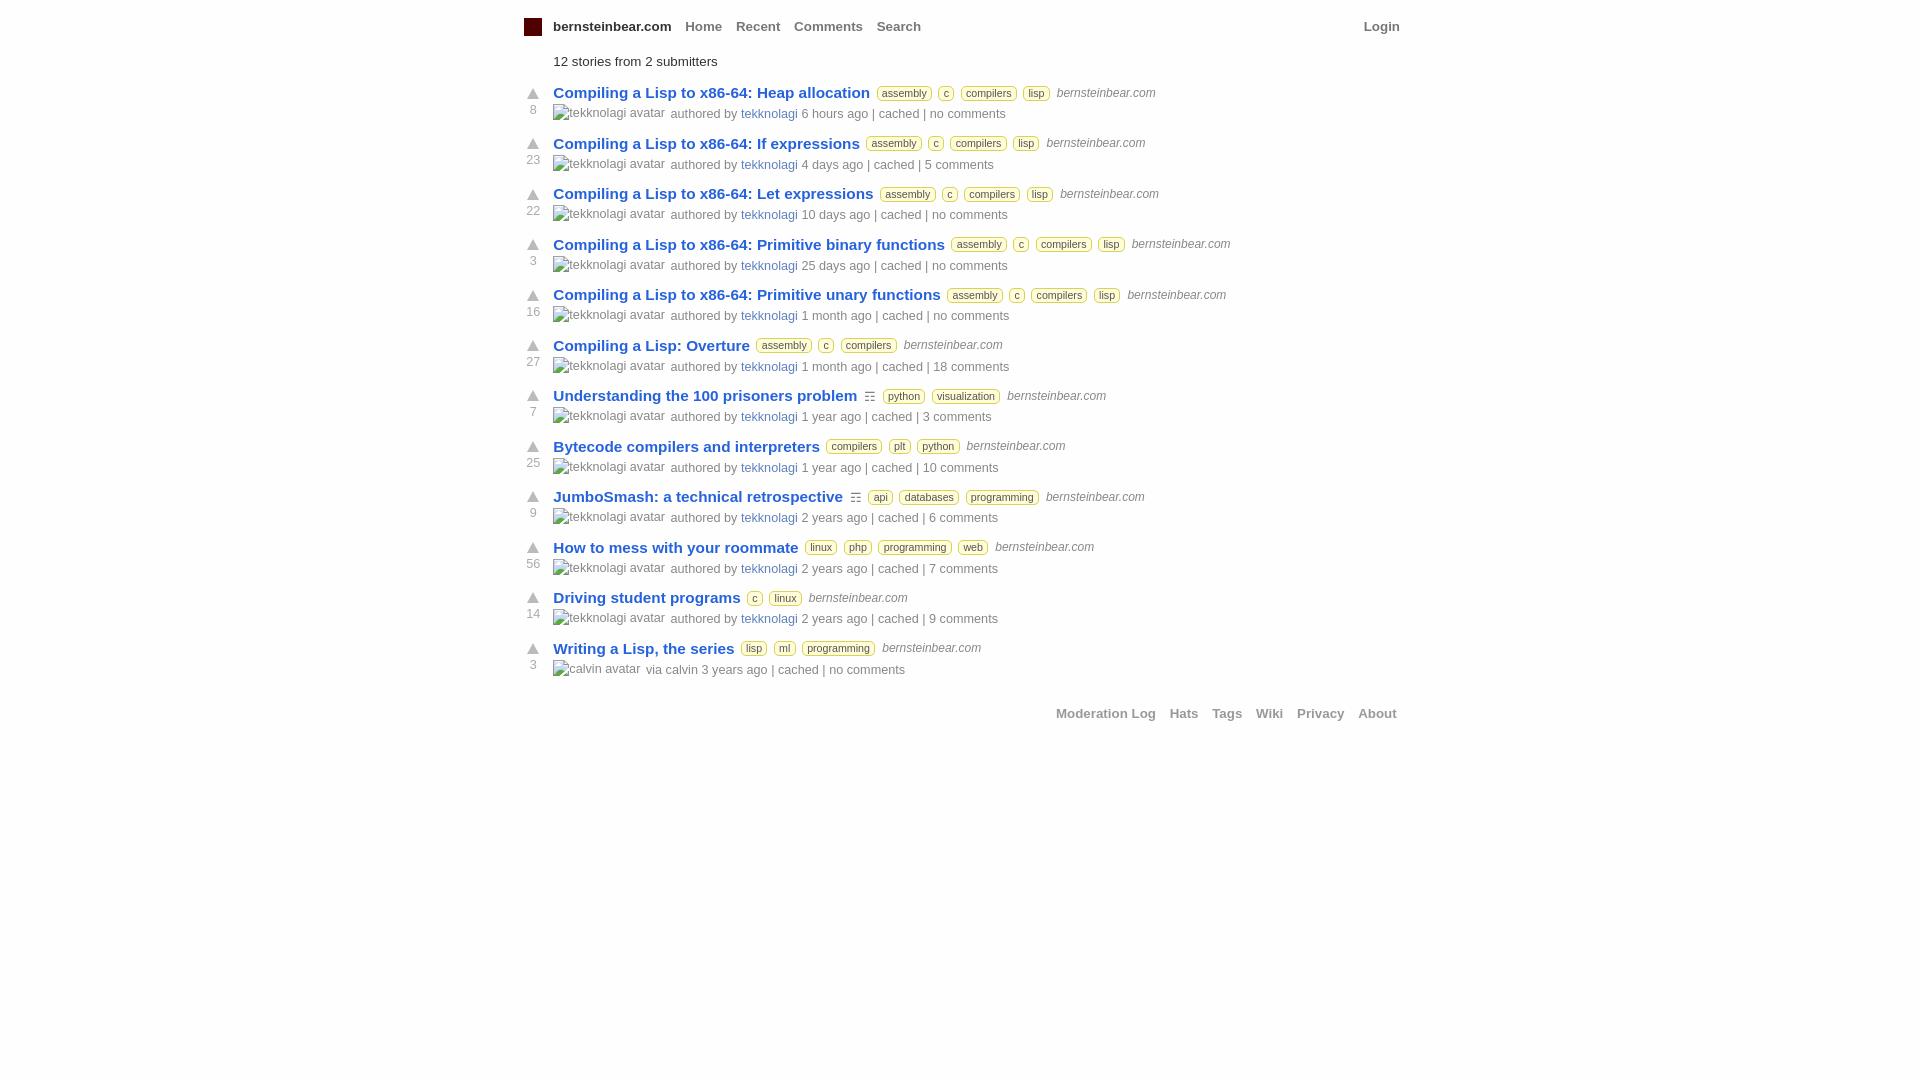 bernsteinbear.com Home Recent Comments Search Login
12 stories from 2 submitters
Compiling a Lisp to x86-64: Heap allocation assembly c compilers lisp bernsteinbear.com
8 tekknolagi avatar authored by tekknolagi 6 hours ago | cached | no comments
Compiling a Lisp to x86-64: If expressions assembly c compilers lisp bernsteinbear.com
23 tekknolagi avatar authored by tekknolagi 4 days ago | cached | 5 comments
Compiling a Lisp to x86-64: Let expressions assembly c compilers lisp bernsteinbear.com
22 tekknolagi avatar authored by tekknolagi 10 days ago | cached | no comments
Compiling a Lisp to x86-64: Primitive binary functions assembly c compilers lisp bernsteinbear.com
3 tekknolagi avatar authored by tekknolagi 25 days ago | cached | no comments
Compiling a Lisp to x86-64: Primitive unary functions assembly c compilers lisp bernsteinbear.com
16 tekknolagi avatar authored by tekknolagi 1 month ago | cached | no comments
Compiling a Lisp: Overture assembly c compilers bernsteinbear.com
27 tekknolagi avatar authored by tekknolagi 1 month ago | cached | 18 comments
Understanding the 100 prisoners problem ☶ python visualization bernsteinbear.com
7 tekknolagi avatar authored by tekknolagi 1 year ago | cached | 3 comments
Bytecode compilers and interpreters compilers plt python bernsteinbear.com
25 tekknolagi avatar authored by tekknolagi 1 year ago | cached | 10 comments
JumboSmash: a technical retrospective ☶ api databases programming bernsteinbear.com
9 tekknolagi avatar authored by tekknolagi 2 years ago | cached | 6 comments
How to mess with your roommate linux php programming web bernsteinbear.com
56 tekknolagi avatar authored by tekknolagi 2 years ago | cached | 7 comments
Driving student programs c linux bernsteinbear.com
14 tekknolagi avatar authored by tekknolagi 2 years ago | cached | 9 comments
Writing a Lisp, the series lisp ml programming bernsteinbear.com
3 calvin avatar via calvin 3 years ago | cached | no comments
Moderation Log Hats Tags Wiki Privacy About